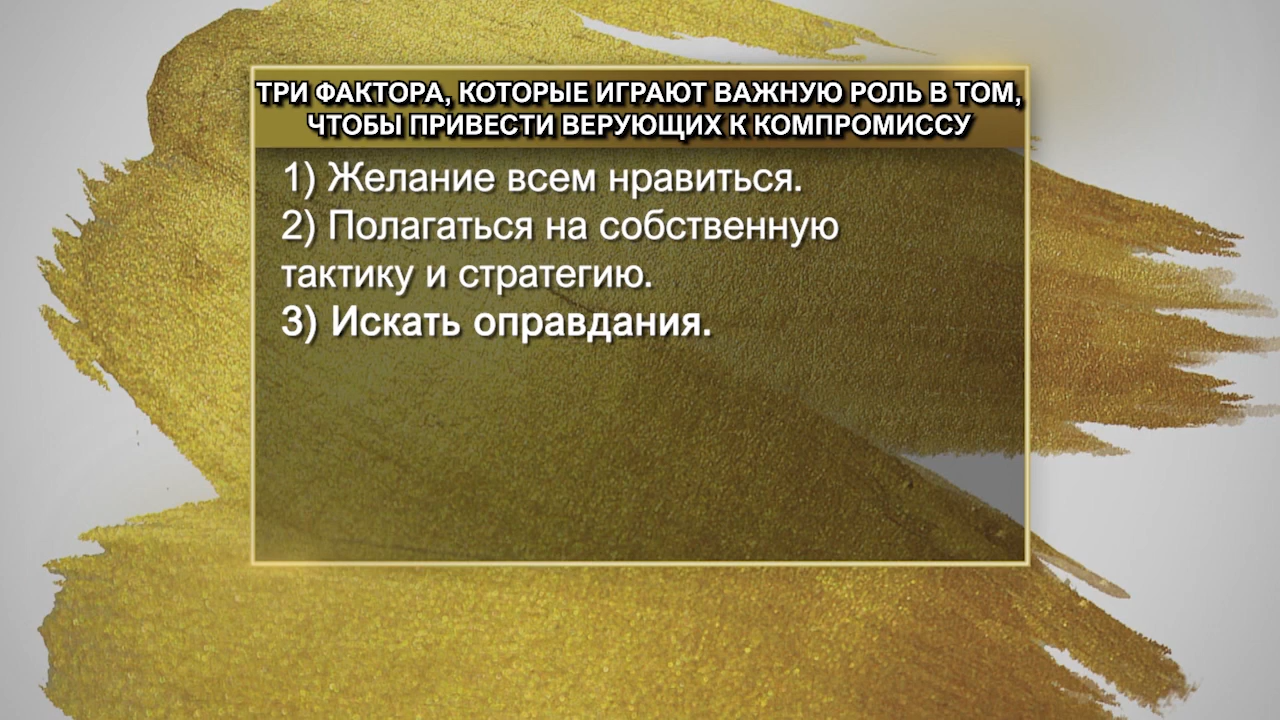 ТРИ ФАКТОРА, КОТОРЫЕ ИГРАЮТ ВАЖНУЮ РОЛЬ В ТОМ,
ЧТОБЫ ПРИВЕСТИ ВЕРУЮЩИХ К КОМПРОМИССУ
1) Желание всем нравиться.
2) Полагаться на собственную
тактику и стратегию.
3) Искать оправдания.